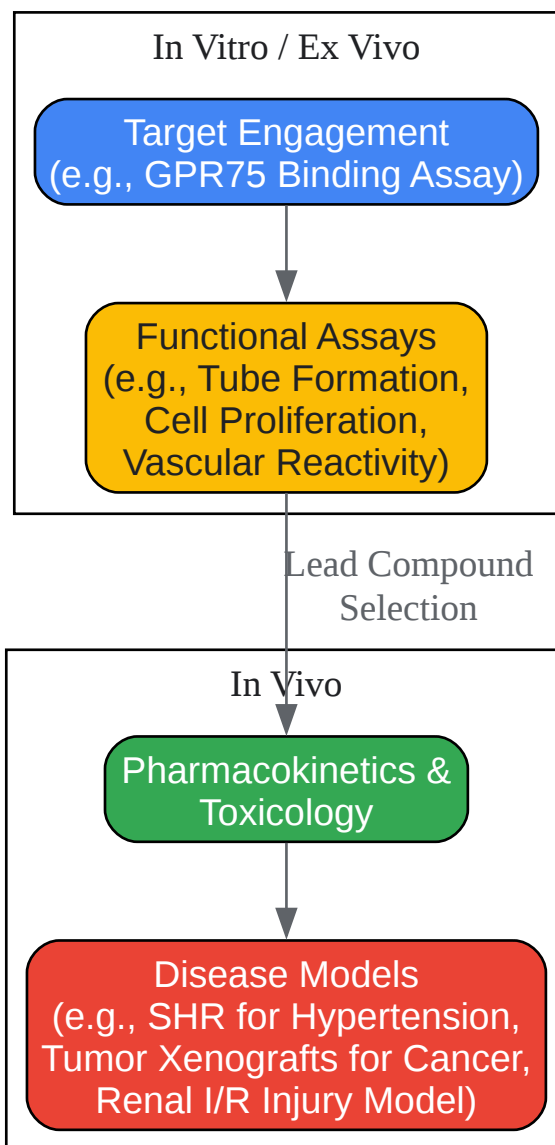 In Vitro / Ex Vivo
Target Engagement
(e.g., GPR75 Binding Assay)
Functional Assays
(e.g., Tube Formation,
Cell Proliferation,
Vascular Reactivity)
Lead Compound
Selection
In Vivo
Pharmacokinetics &
Toxicology
Disease Models
(e.g., SHR for Hypertension,
Tumor Xenografts for Cancer,
Renal I/R Injury Model)